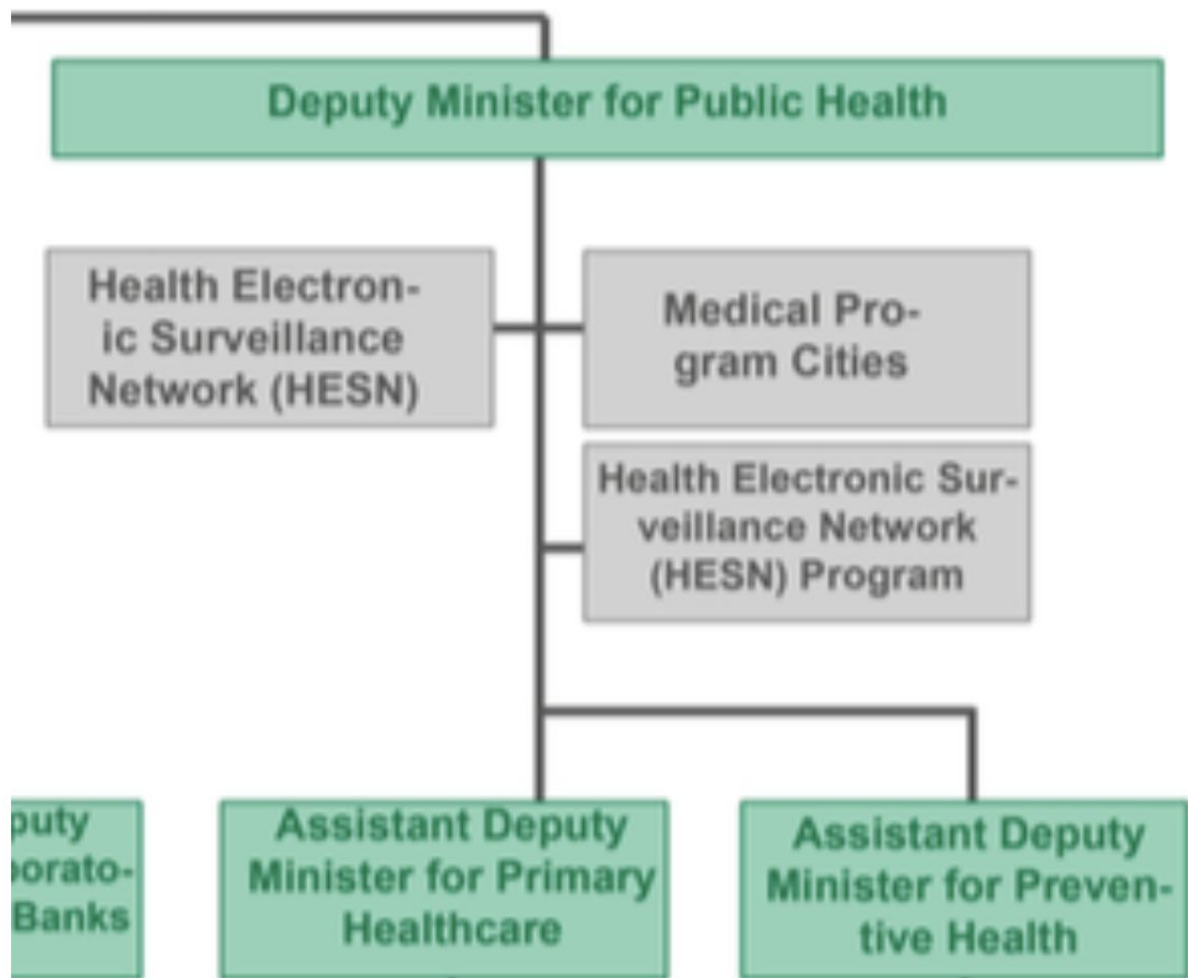 Deputy Minister for Public Health
Health Electron-
ic Surveillance
Network (HESN)
Medical Pro-
gram Cities
Health Electronic Sur-
veillance Network
(HESN) Program
Banks
Assistant Deputy
Minister for Primary
Healthcare
Assistant Deputy
Minister for Preven-
tive Health